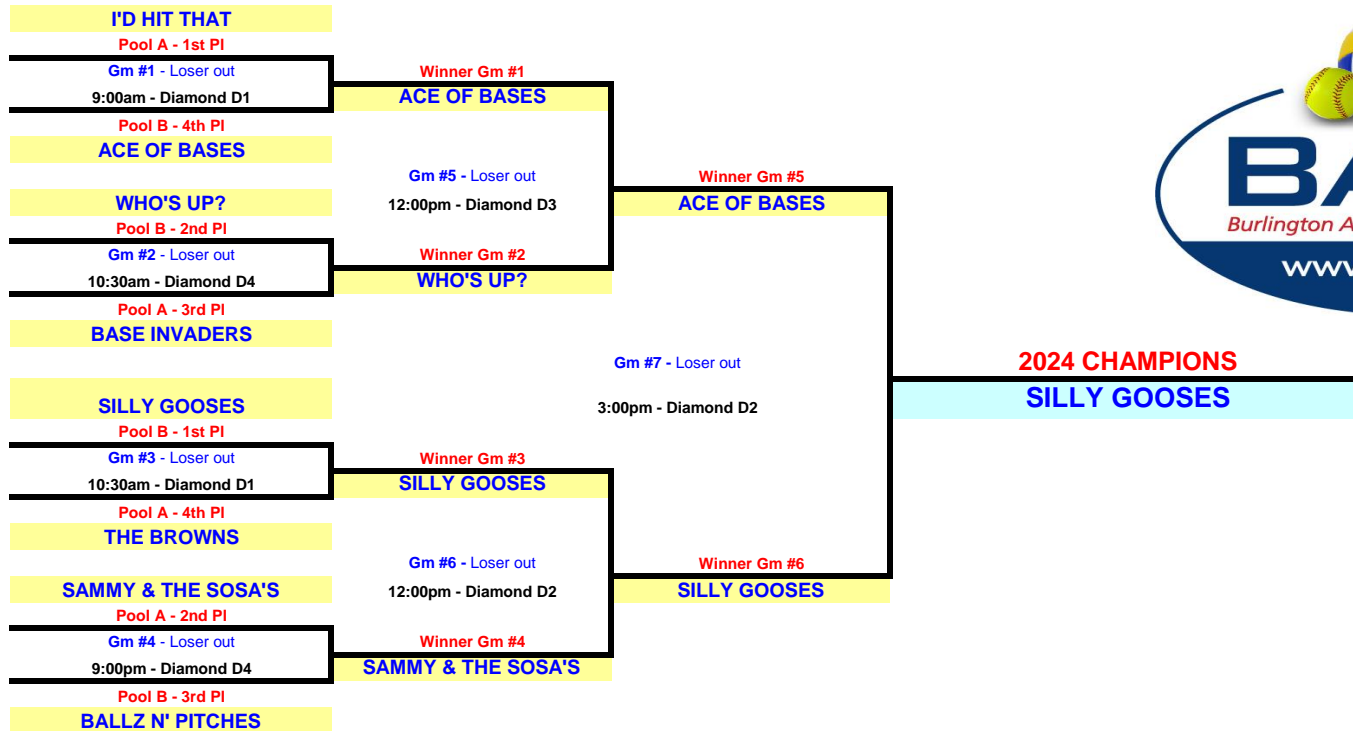 I'D HIT THAT
Pool A - 1st Pl
Gm #1 - Loser out
9:00am - Diamond D1
Pool B - 4th Pl
ACE OF BASES
WHO'S UP?
Pool B - 2nd Pl
Gm #2 - Loser out
10:30am - Diamond D4
Pool A - 3rd Pl
BASE INVADERS
SILLY GOOSES
Pool B - 1st Pl
Gm #3 - Loser out
10:30am - Diamond D1
Pool A - 4th Pl
THE BROWNS
SAMMY & THE SOSA'S
Pool A - 2nd Pl
Gm #4 - Loser out
9:00pm - Diamond D4
Pool B - 3rd Pl
BALLZ N' PITCHES
Winner Gm #1
ACE OF BASES
Gm #5 - Loser out
12:00pm - Diamond D3
Winner Gm #2
WHO'S UP?
Winner Gm #3
SILLY GOOSES
Gm #6 - Loser out
12:00pm - Diamond D2
Winner Gm #4
SAMMY & THE SOSA'S
Winner Gm #5
ACE OF BASES
Gm #7 - Loser out
3:00pm - Diamond D2
Winner Gm #6
SILLY GOOSES
2024 CHAMPIONS
SILLY GOOSES
BA
Burlington A
www